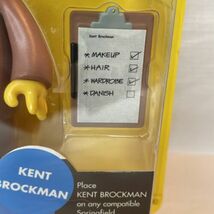 Kent Brockman
* MAKEUP
* HAIR
* WARDROBE
* DANISH
KENT
BROCKMAN
Place
KENT BROCKMAN
on any compatible
Springfield